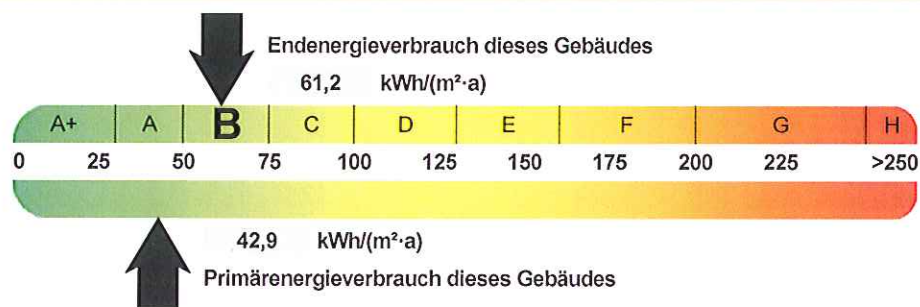 Endenergieverbrauch dieses Gebäudes
61,2 kWh/(m²·a)
A+ A B C D E F G H
0 25 50 75 100 125 150 175 200 225 >250
42,9 kWh/(m²·a)
Primärenergieverbrauch dieses Gebäudes